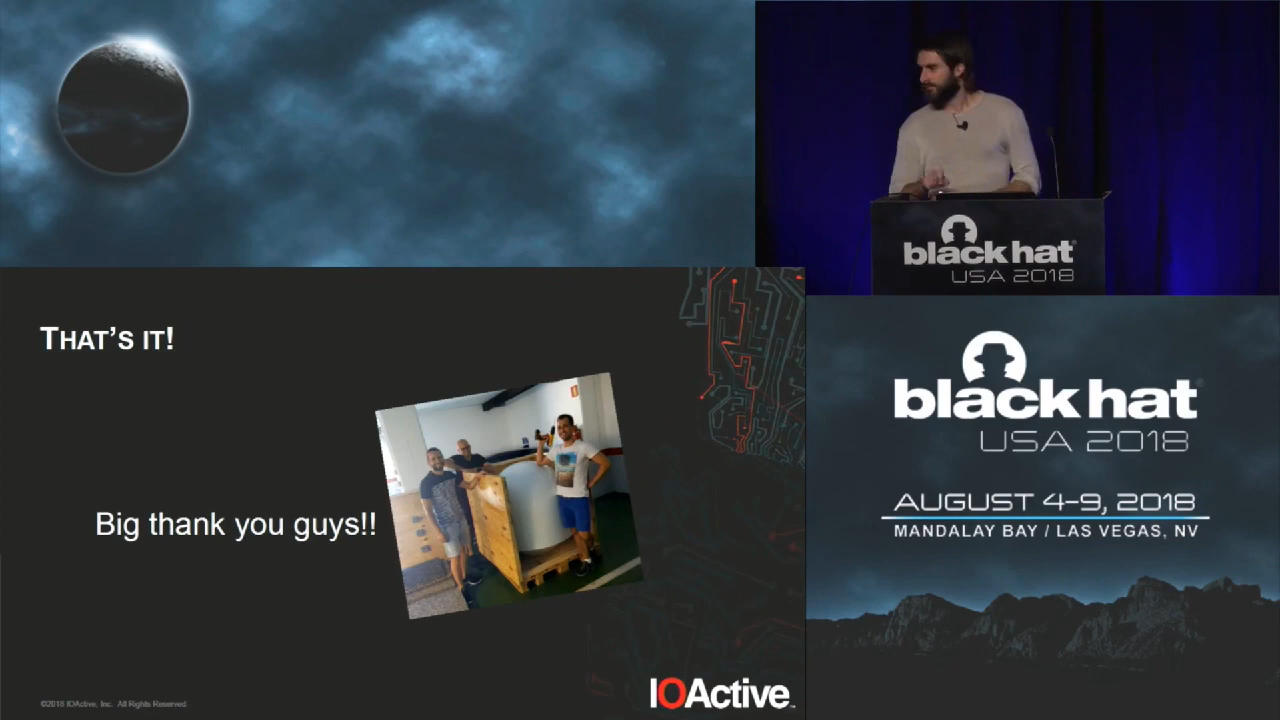 black hat
USA 2018
THAT'S IT!
Big thank you guys!!
©2018 IOActive, Inc. All Rights Reserved
IOActive
black hat
USA 2018
AUGUST 4-9, 2018
MANDALAY BAY / LAS VEGAS, NV